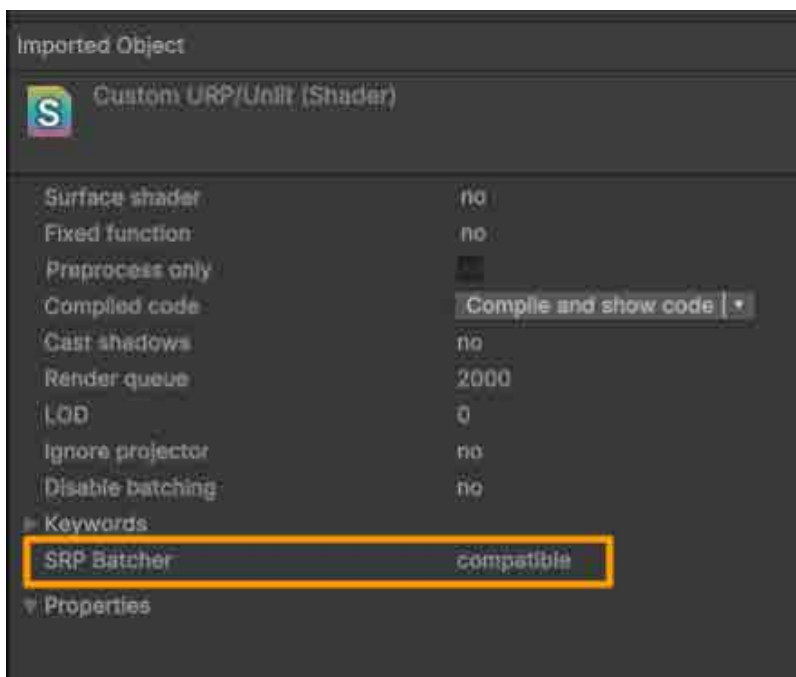 Imported Object
S
Custom URP/Unlit (Shader)
Surface shader no
Fixed function no
Preprocess only
Compiled code Compile and show code
Cast shadows no
Render queue 2000
LOD 0
Ignore projector no
Disable batching no
Keywords
SRP Batcher compatible
Properties